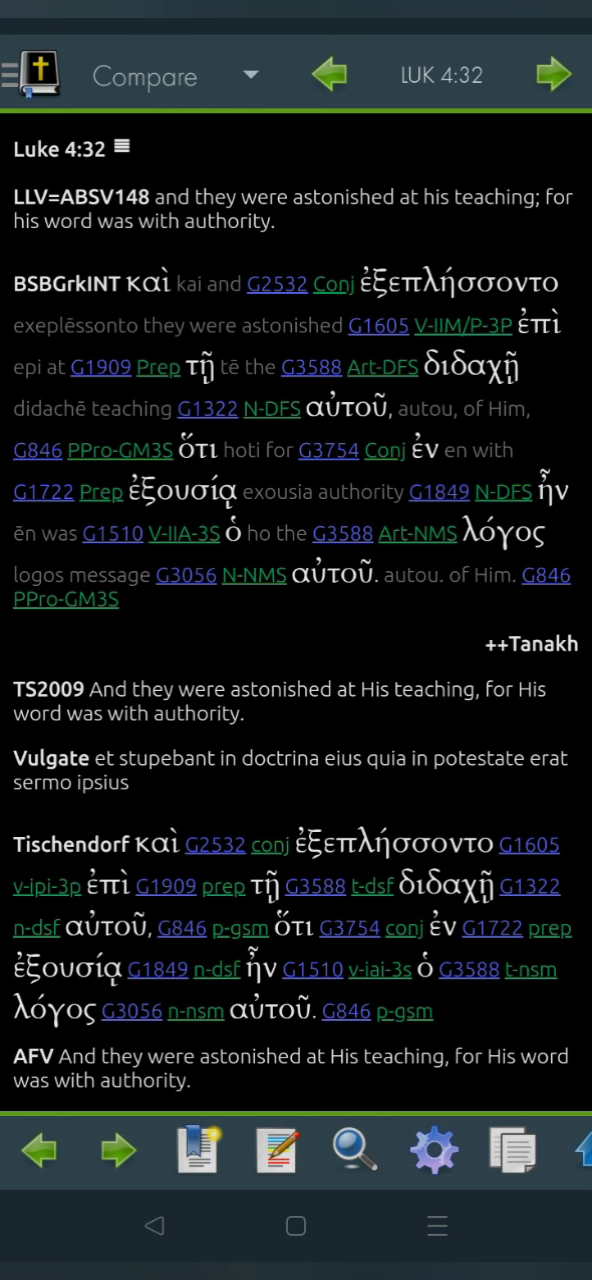 Compare
LUK 4:32
Luke 4:32
LLV=ABSV148 and they were astonished at his teaching; for
his word was with authority.
BSBGrkINT καὶ kai and G2532 Conj ἐξεπλήσσοντο
exeplēssonto they were astonished G1605 V-IIM/P-3P ἐπὶ
epi at G1909 Prep τῇ tē the G3588 Art-DFS διδαχῇ
didachē teaching G1322 N-DFS αὐτοῦ, autou, of Him,
G846 PPro-GM3S ὅτι hoti for G3754 Conj ἐν en with
G1722 Prep ἐξουσίᾳ exousia authority G1849 N-DFS ἦν
ēn was G1510 V-IIA-3S ὁ ho the G3588 Art-NMS λόγος
logos message G3056 N-NMS αὐτοῦ. autou. of Him. G846
PPro-GM3S
++Tanakh
TS2009 And they were astonished at His teaching, for His
word was with authority.
Vulgate et stupebant in doctrina eius quia in potestate erat
sermo ipsius
Tischendorf καὶ G2532 conj ἐξεπλήσσοντο G1605
v-ipi-3p ἐπὶ G1909 prep τῇ G3588 t-dsf διδαχῇ G1322
n-dsf αὐτοῦ, G846 p-gsm ὅτι G3754 conj ἐν G1722 prep
ἐξουσίᾳ G1849 n-dsf ἦν G1510 v-iai-3s ὁ G3588 t-nsm
λόγος G3056 n-nsm αὐτοῦ. G846 p-gsm
AFV And they were astonished at His teaching, for His word
was with authority.